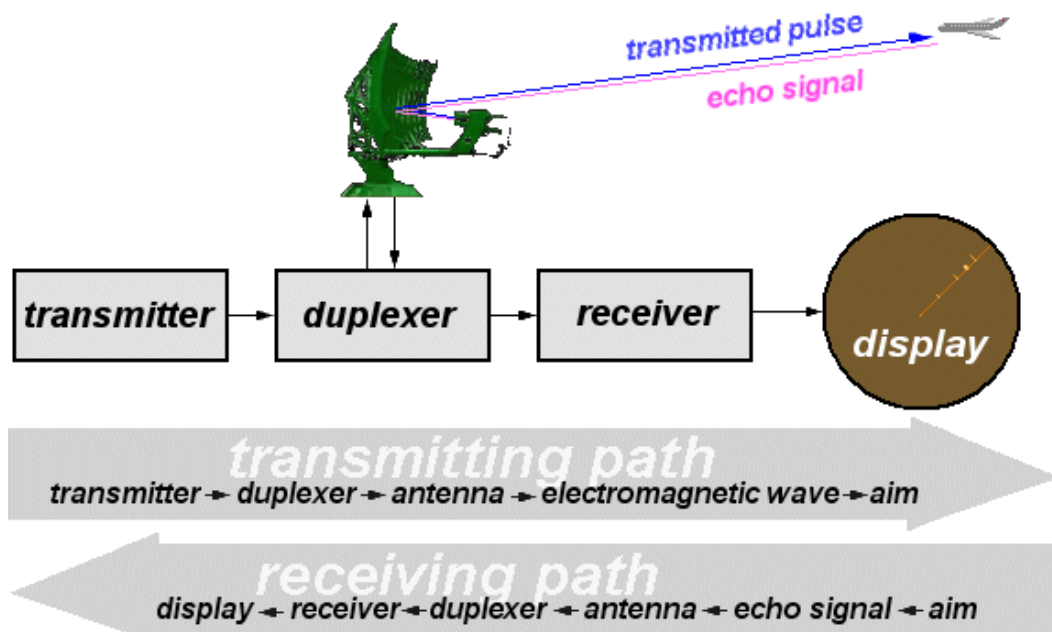 transmitted pulse
echo signal
transmitter
duplexer
receiver
display
transmitting path
transmitter → duplexer → antenna → electromagnetic wave → aim
receiving path
display ← receiver ← duplexer ← antenna ← echo signal ← aim